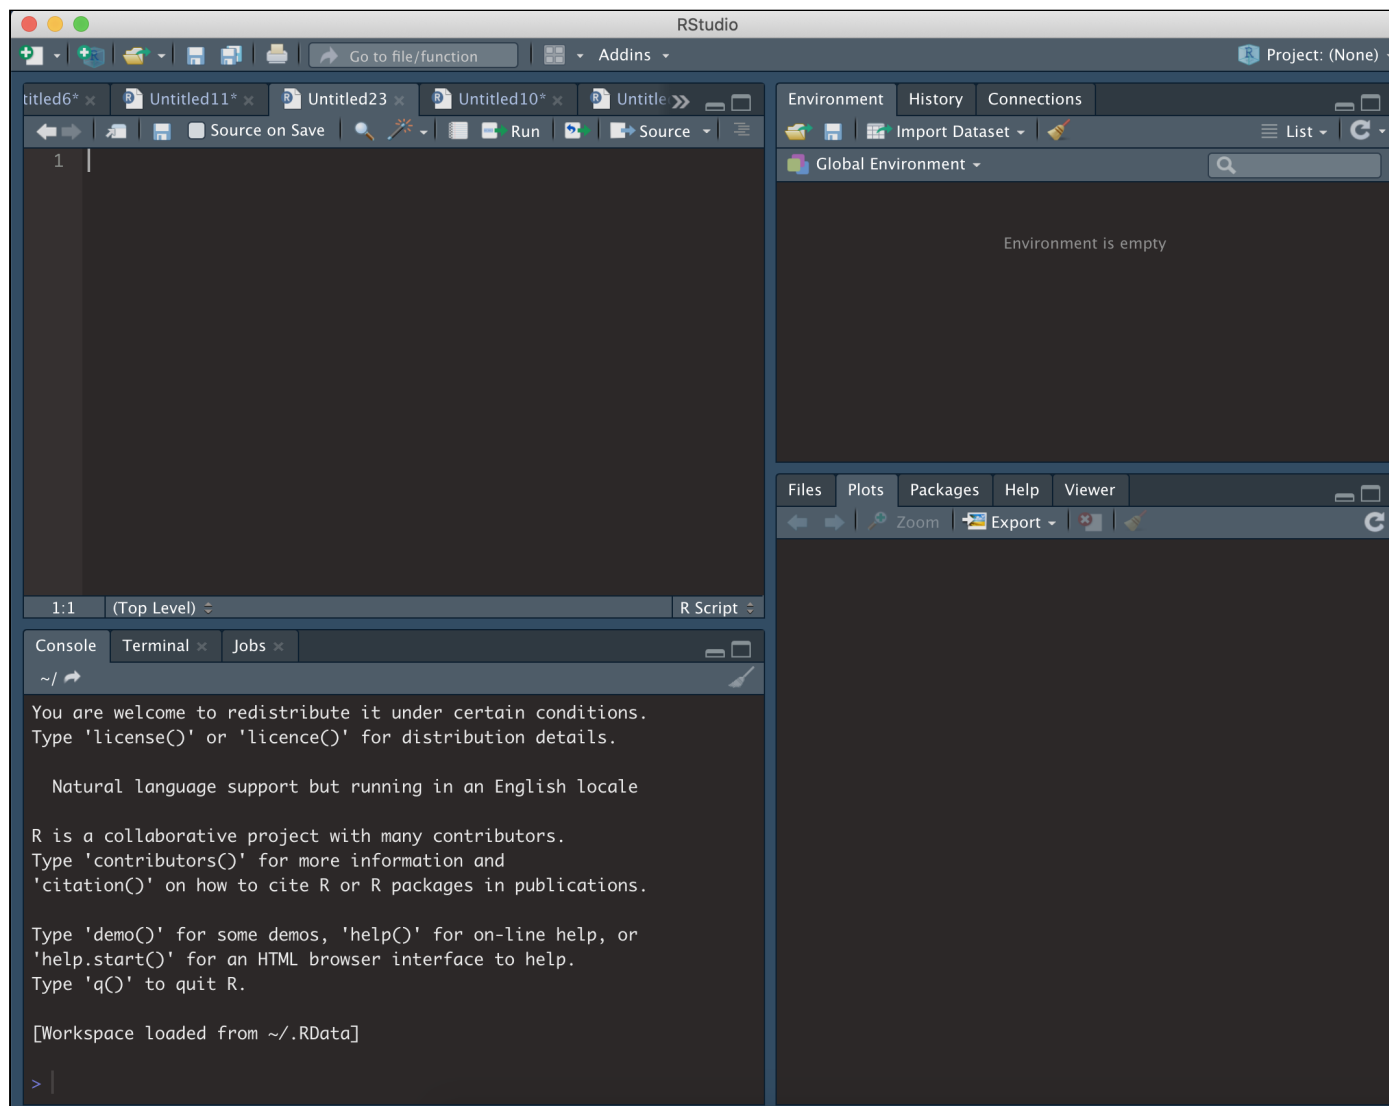 RStudio
Go to file/function
Addins
Project: (None)
titled6*
Untitled11*
Untitled23
Untitled10*
Untitle
Source on Save
Run
Source
1
1:1
(Top Level)
R Script
Environment
History
Connections
Import Dataset
List
Global Environment
Environment is empty
Files
Plots
Packages
Help
Viewer
Zoom
Export
Console
Terminal
Jobs
~/
You are welcome to redistribute it under certain conditions.
Type 'license()' or 'licence()' for distribution details.
Natural language support but running in an English locale
R is a collaborative project with many contributors.
Type 'contributors()' for more information and
'citation()' on how to cite R or R packages in publications.
Type 'demo()' for some demos, 'help()' for on-line help, or
'help.start()' for an HTML browser interface to help.
Type 'q()' to quit R.
[Workspace loaded from ~/.RData]
>